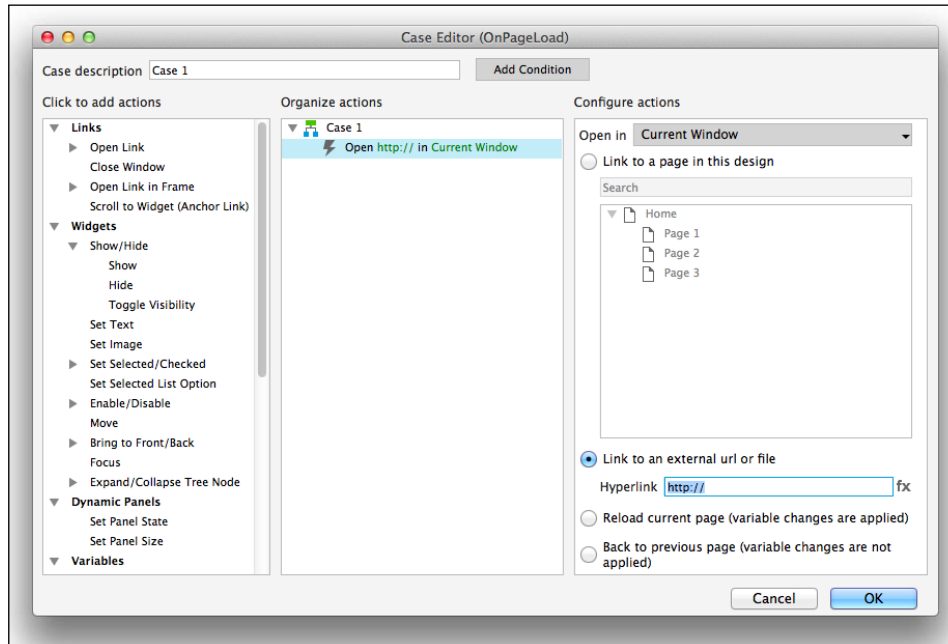 Case Editor (OnPageLoad)
Case description Case 1 Add Condition
Click to add actions
Links
Open Link
Close Window
Open Link in Frame
Scroll to Widget (Anchor Link)
Widgets
Show/Hide
Show
Hide
Toggle Visibility
Set Text
Set Image
Set Selected/Checked
Set Selected List Option
Enable/Disable
Move
Bring to Front/Back
Focus
Expand/Collapse Tree Node
Dynamic Panels
Set Panel State
Set Panel Size
Variables
Organize actions
Case 1
Open http:// in Current Window
Configure actions
Open in Current Window
Link to a page in this design
Search
Home
Page 1
Page 2
Page 3
Link to an external url or file
Hyperlink http:// fx
Reload current page (variable changes are applied)
Back to previous page (variable changes are not
applied)
Cancel OK